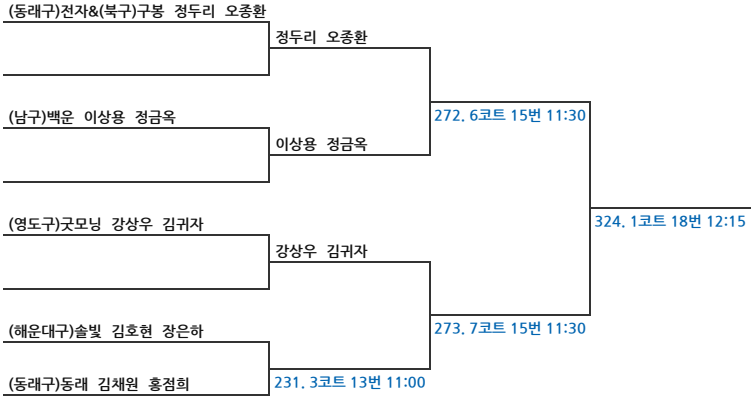 (동래구)전자&(북구)구봉 정두리 오종환
정두리 오종환
272. 6코트 15번 11:30
(남구)백운 이상용 정금옥
이상용 정금옥
324. 1코트 18번 12:15
(영도구)굿모닝 강상우 김귀자
강상우 김귀자
273. 7코트 15번 11:30
(해운대구)솔빛 김호현 장은하
231. 3코트 13번 11:00
(동래구)동래 김채원 홍점희